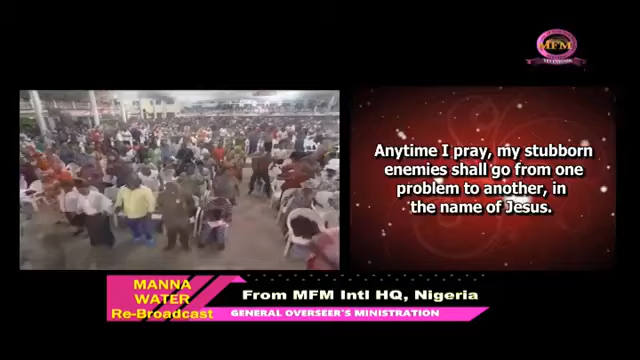 MFM
TELEVISION
Anytime I pray, my stubborn
enemies shall go from one
problem to another, in
the name of Jesus.
MANNA
WATER
Re-Broadcast
From MFM Intl HQ, Nigeria
GENERAL OVERSEER'S MINISTRATION